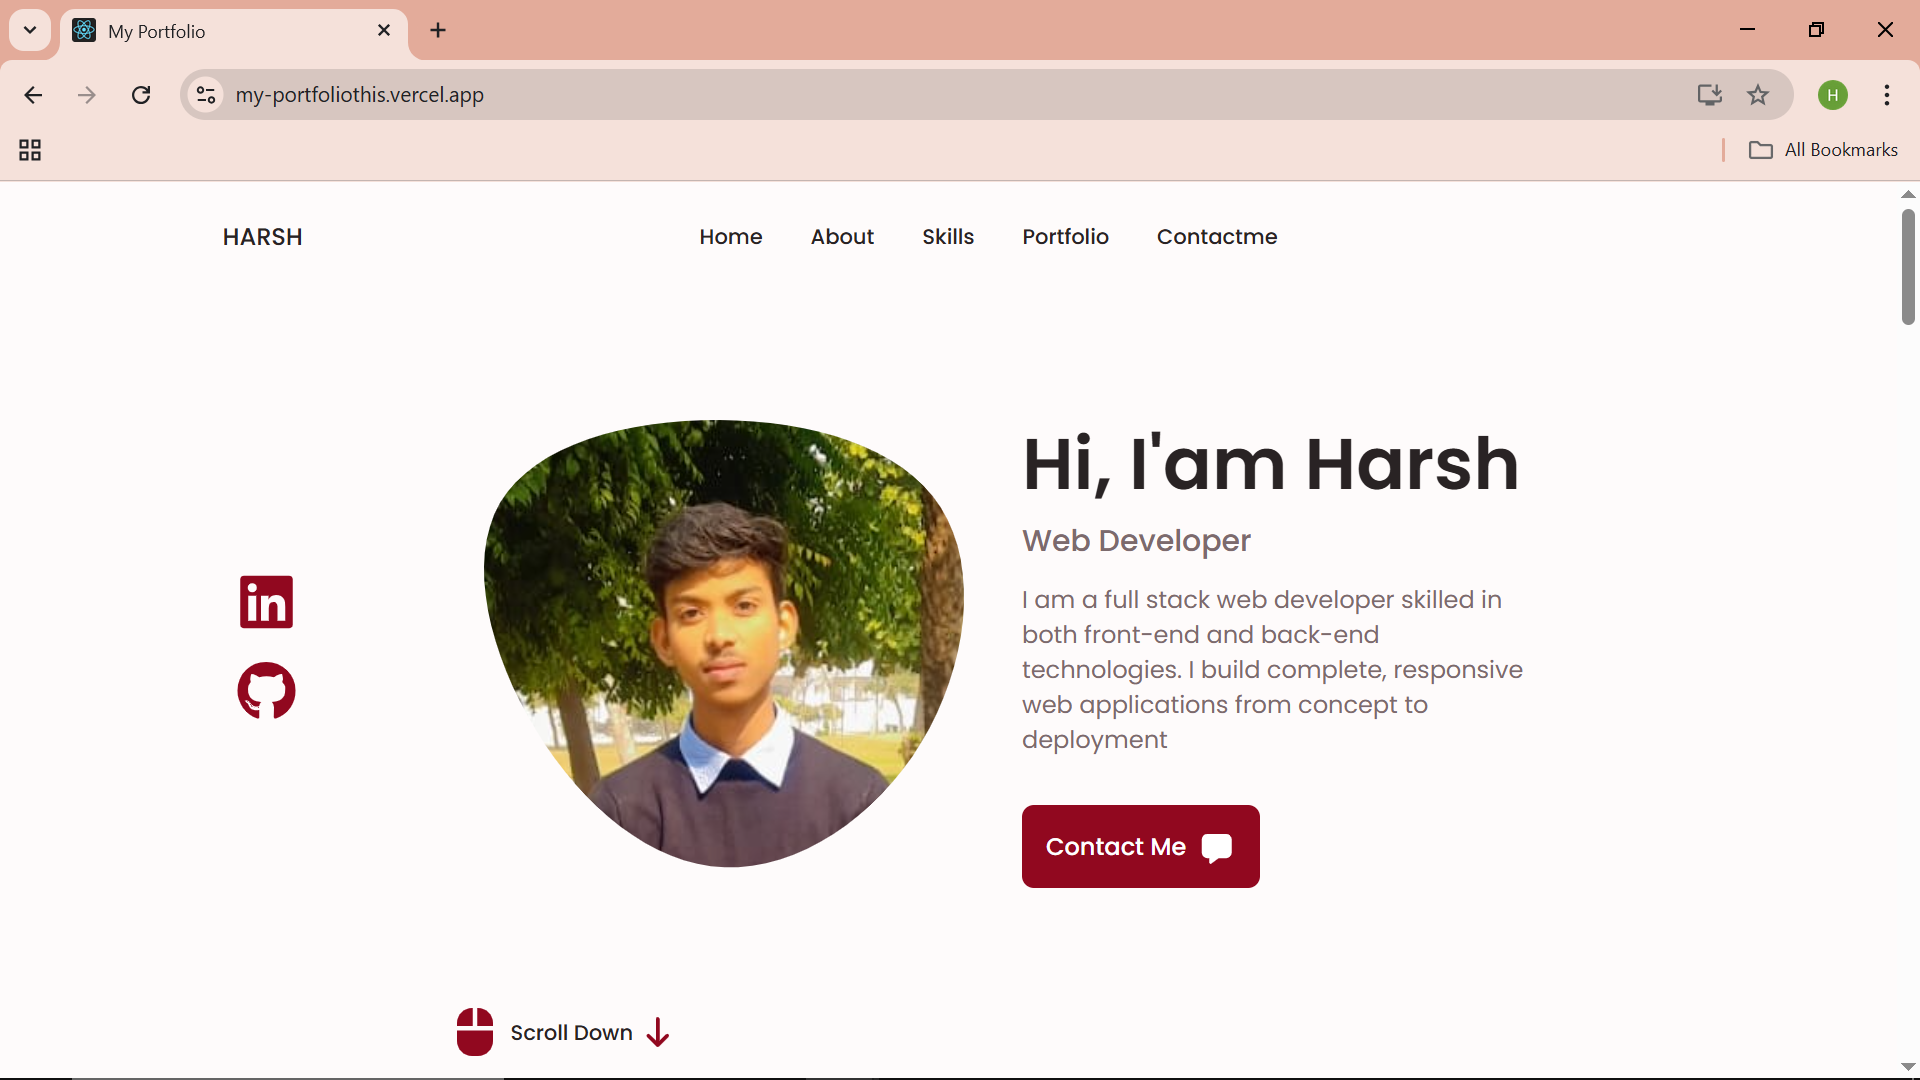 My Portfolio
my-portfoliothis.vercel.app
H
All Bookmarks
HARSH
Home About Skills Portfolio Contactme
Hi, I'am Harsh
Web Developer
I am a full stack web developer skilled in
both front-end and back-end
technologies. I build complete, responsive
web applications from concept to
deployment
in
Contact Me
Scroll Down